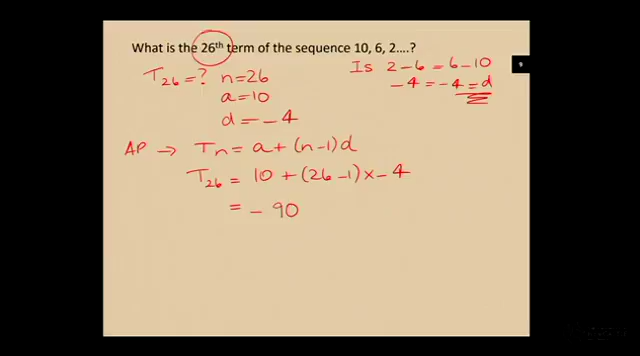 What is the 26th term of the sequence 10, 6, 2....?
T26 = ? n = 26
a = 10
d = - 4
Is 2 - 6 = 6 - 10
- 4 = - 4 = d
AP → Tn = a + (n - 1) d
T26 = 10 + (26 - 1) x - 4
= - 90